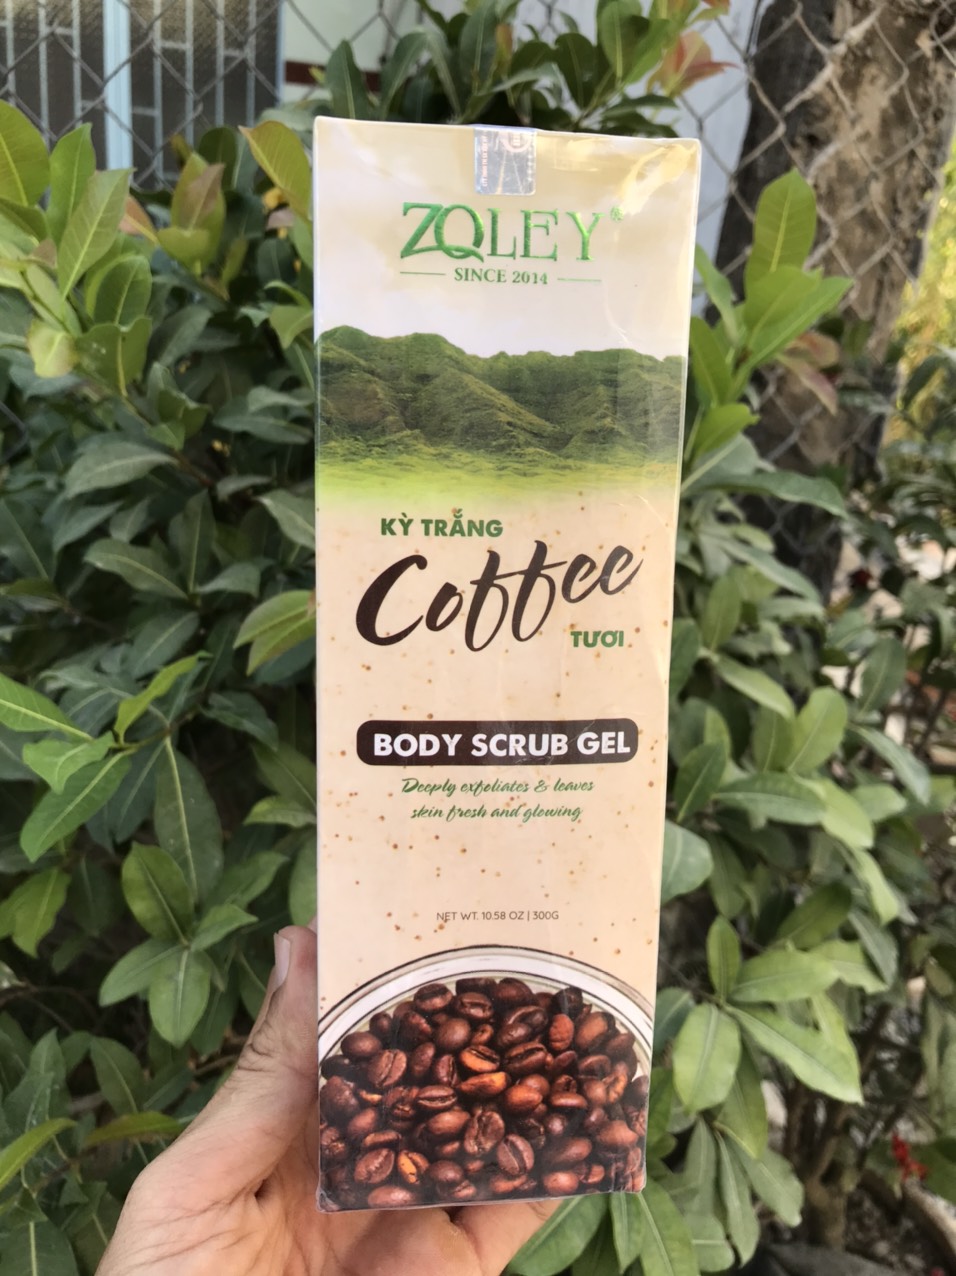 ZQLEY®
SINCE 2014
KỲ TRẮNG
Coffee
TƯƠI
BODY SCRUB GEL
Deeply exfoliates & leaves
skin fresh and glowing
NET WT. 10.58 OZ | 300G